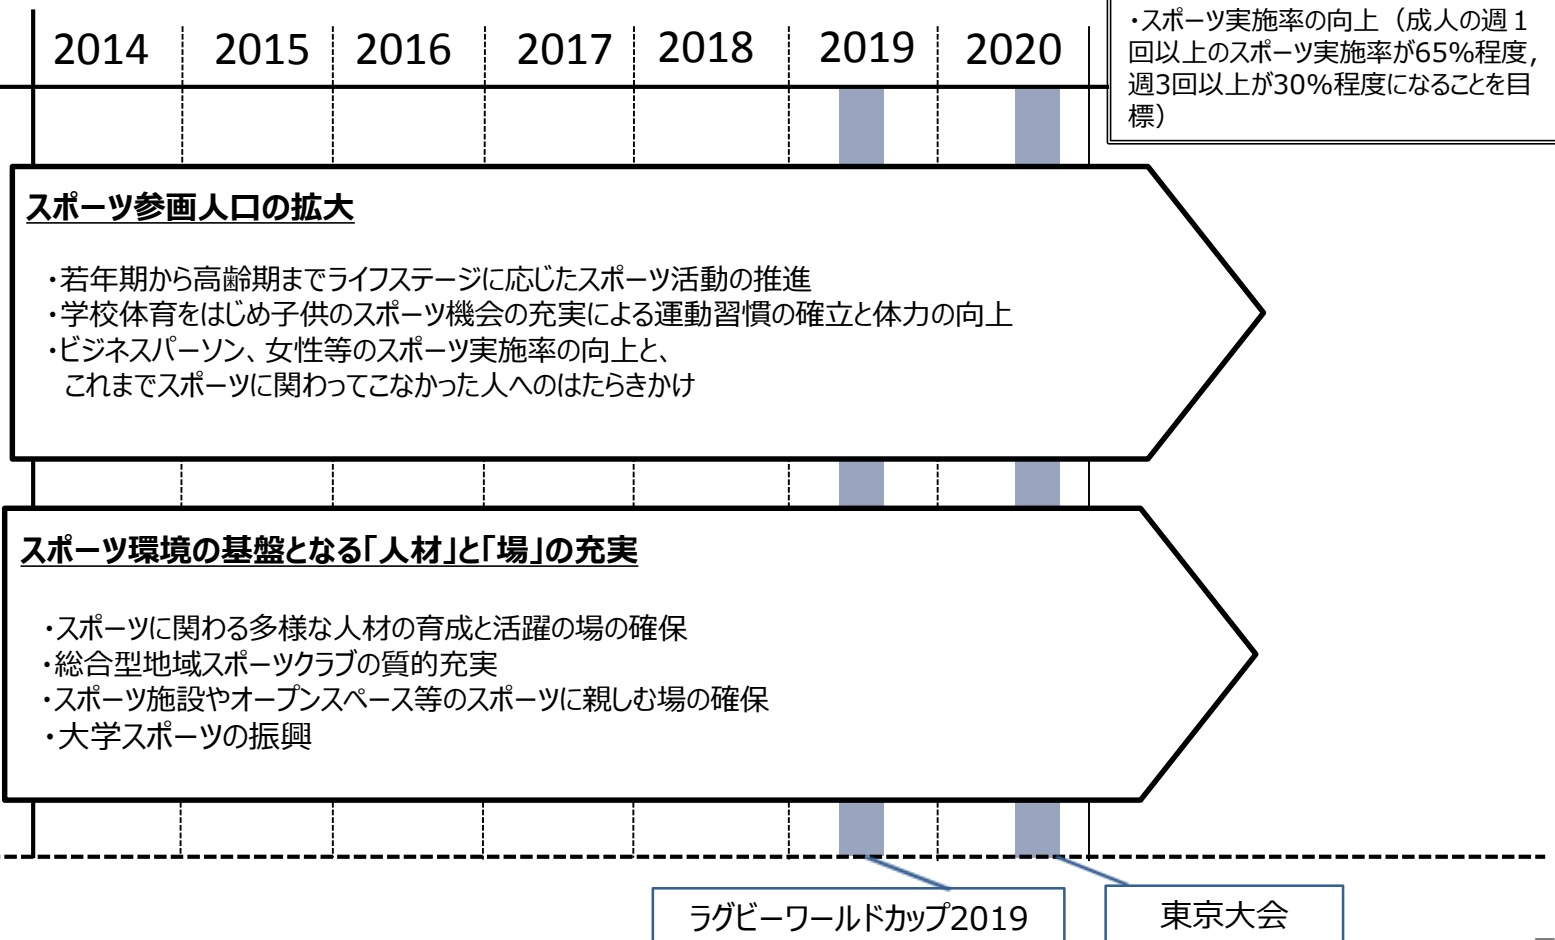 2014 2015 2016 2017 2018 2019 2020
・スポーツ実施率の向上（成人の週１
回以上のスポーツ実施率が65%程度，
週3回以上が30%程度になることを目
標）
スポーツ参画人口の拡大
・若年期から高齢期までライフステージに応じたスポーツ活動の推進
・学校体育をはじめ子供のスポーツ機会の充実による運動習慣の確立と体力の向上
・ビジネスパーソン、女性等のスポーツ実施率の向上と、
これまでスポーツに関わってこなかった人へのはたらきかけ
スポーツ環境の基盤となる「人材」と「場」の充実
・スポーツに関わる多様な人材の育成と活躍の場の確保
・総合型地域スポーツクラブの質的充実
・スポーツ施設やオープンスペース等のスポーツに親しむ場の確保
・大学スポーツの振興
ラグビーワールドカップ2019
東京大会